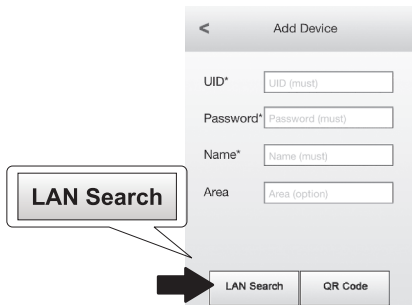 < Add Device
UID* UID (must)
Password* Password (must)
Name* Name (must)
LAN Search
Area Area (option)
LAN Search QR Code